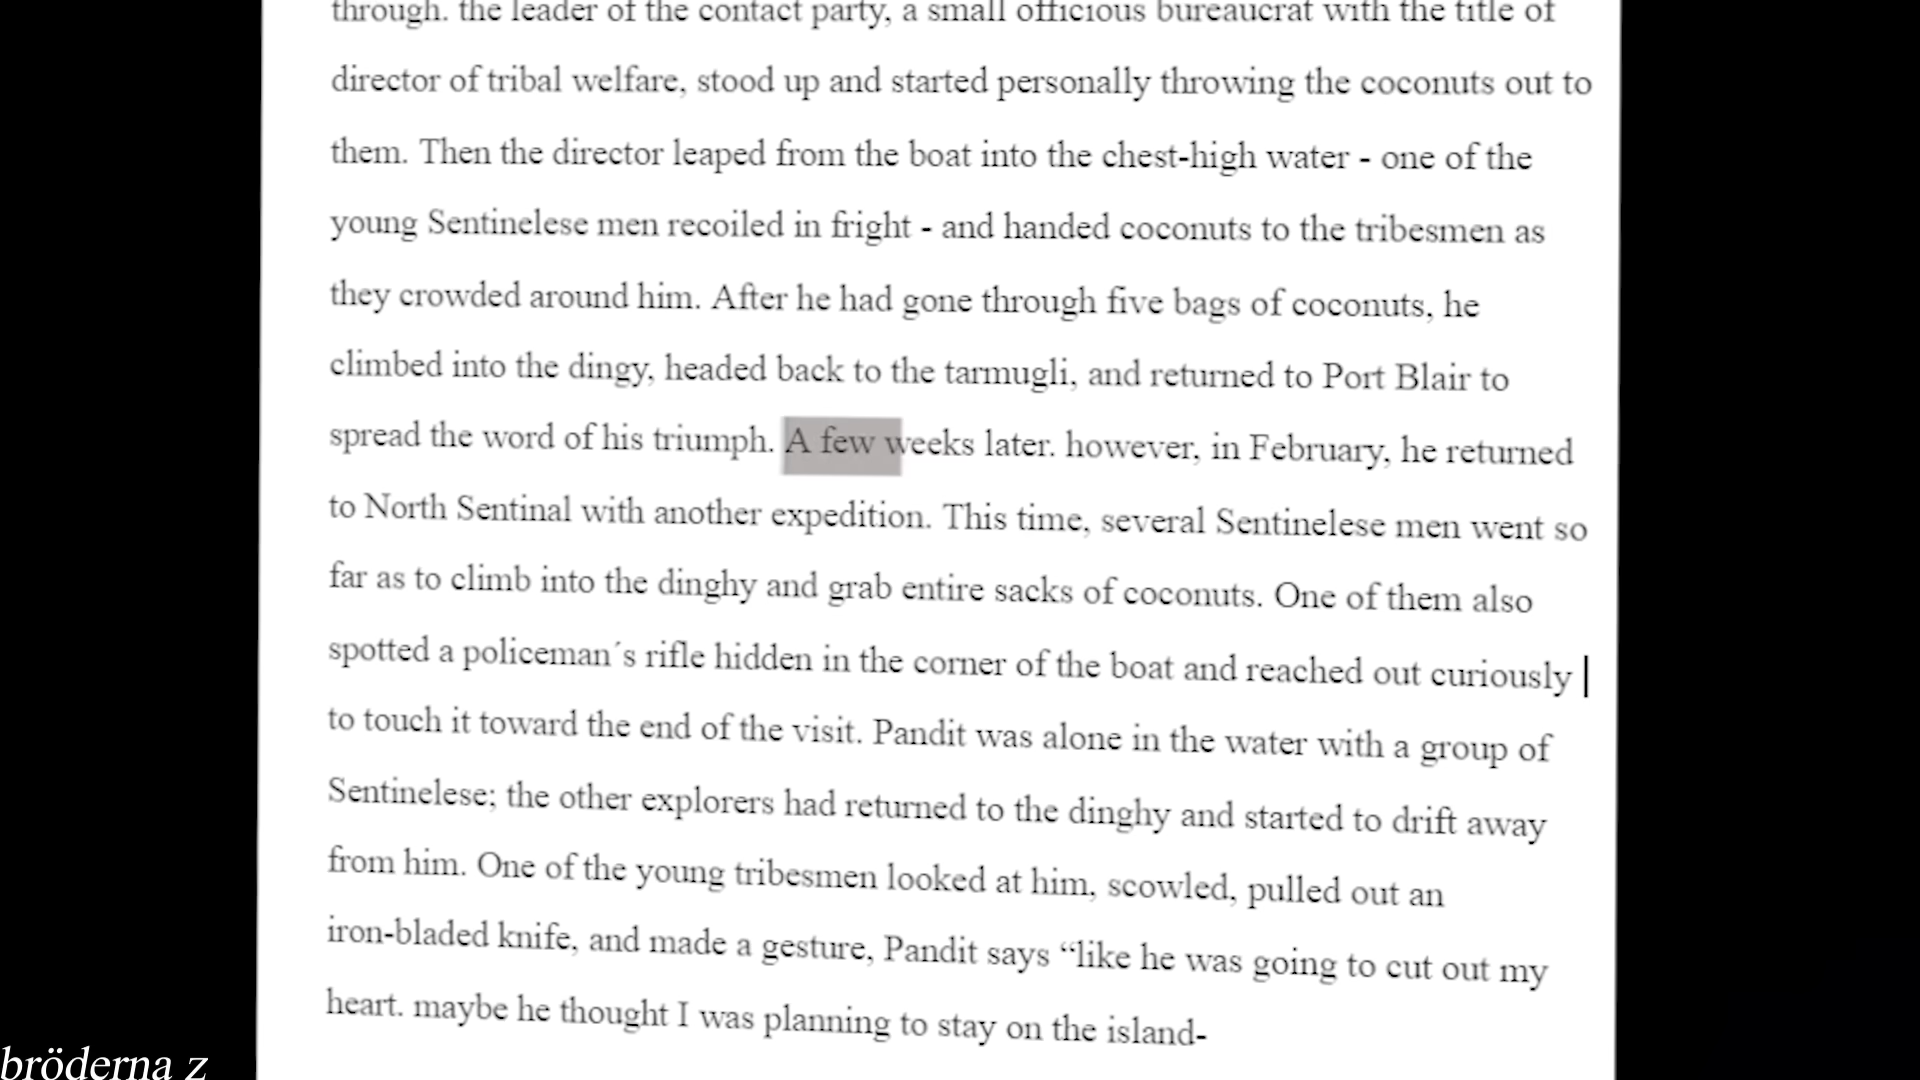 through. the leader of the contact party, a small officious bureaucrat with the title of
director of tribal welfare, stood up and started personally throwing the coconuts out to
them. Then the director leaped from the boat into the chest-high water - one of the
young Sentinelese men recoiled in fright - and handed coconuts to the tribesmen as
they crowded around him. After he had gone through five bags of coconuts, he
climbed into the dingy, headed back to the tarmugli, and returned to Port Blair to
spread the word of his triumph. A few weeks later. however, in February, he returned
to North Sentinal with another expedition. This time, several Sentinelese men went so
far as to climb into the dinghy and grab entire sacks of coconuts. One of them also
spotted a policeman´s rifle hidden in the corner of the boat and reached out curiously
to touch it toward the end of the visit. Pandit was alone in the water with a group of
Sentinelese; the other explorers had returned to the dinghy and started to drift away
from him. One of the young tribesmen looked at him, scowled, pulled out an
iron-bladed knife, and made a gesture, Pandit says “like he was going to cut out my
heart. maybe he thought I was planning to stay on the island-
bröderna z